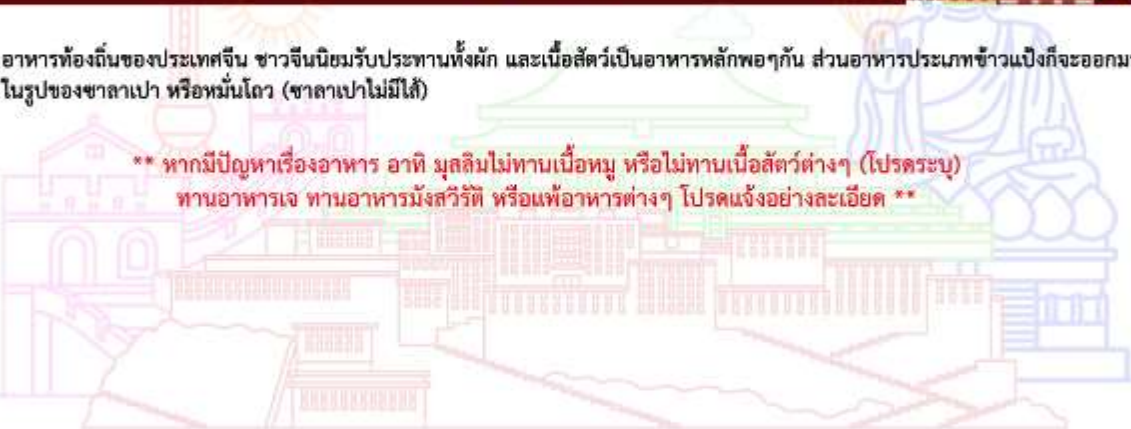 อาหารท้องถิ่นของประเทศจีน ชาวจีนนิยมรับประทานทั้งผัก และเนื้อสัตว์เป็นอาหารหลักพอๆกัน ส่วนอาหารประเภทข้าวแป้งก็จะออกมา
ในรูปของซาลาเปา หรือหมั่นโถว (ซาลาเปาไม่มีไส้)
** หากมีปัญหาเรื่องอาหาร อาทิ มุสลิมไม่ทานเนื้อหมู หรือไม่ทานเนื้อสัตว์ต่างๆ (โปรดระบุ)
ทานอาหารเจ ทานอาหารมังสวิรัติ หรือแพ้อาหารต่างๆ โปรดแจ้งอย่างละเอียด **